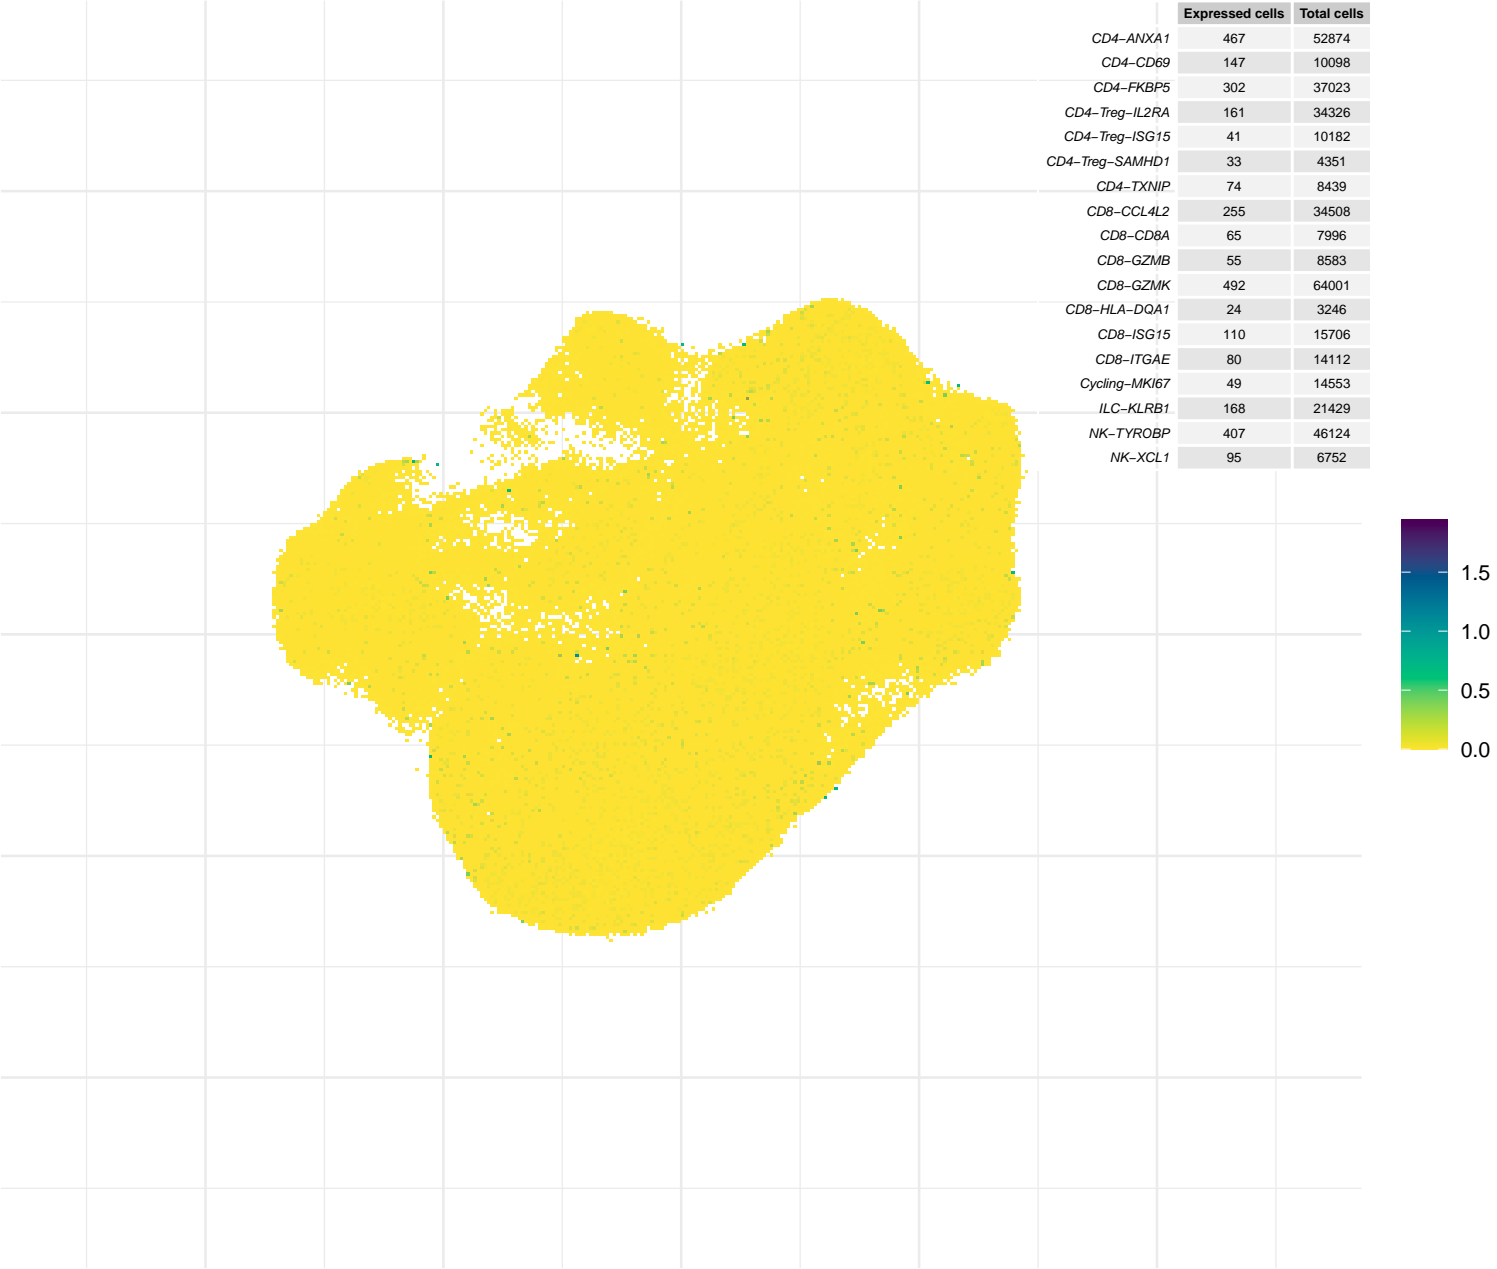 Expressed cells Total cells
CD4−ANXA1 467 52874
CD4−CD69 147 10098
CD4−FKBP5 302 37023
CD4−Treg−IL2RA 161 34326
CD4−Treg−ISG15 41 10182
CD4−Treg−SAMHD1 33 4351
CD4−TXNIP 74 8439
CD8−CCL4L2 255 34508
CD8−CD8A 65 7996
CD8−GZMB 55 8583
CD8−GZMK 492 64001
CD8−HLA−DQA1 24 3246
CD8−ISG15 110 15706
CD8−ITGAE 80 14112
Cycling−MKI67 49 14553
ILC−KLRB1 168 21429
NK−TYROBP 407 46124
NK−XCL1 95 6752
1.5
1.0
0.5
0.0